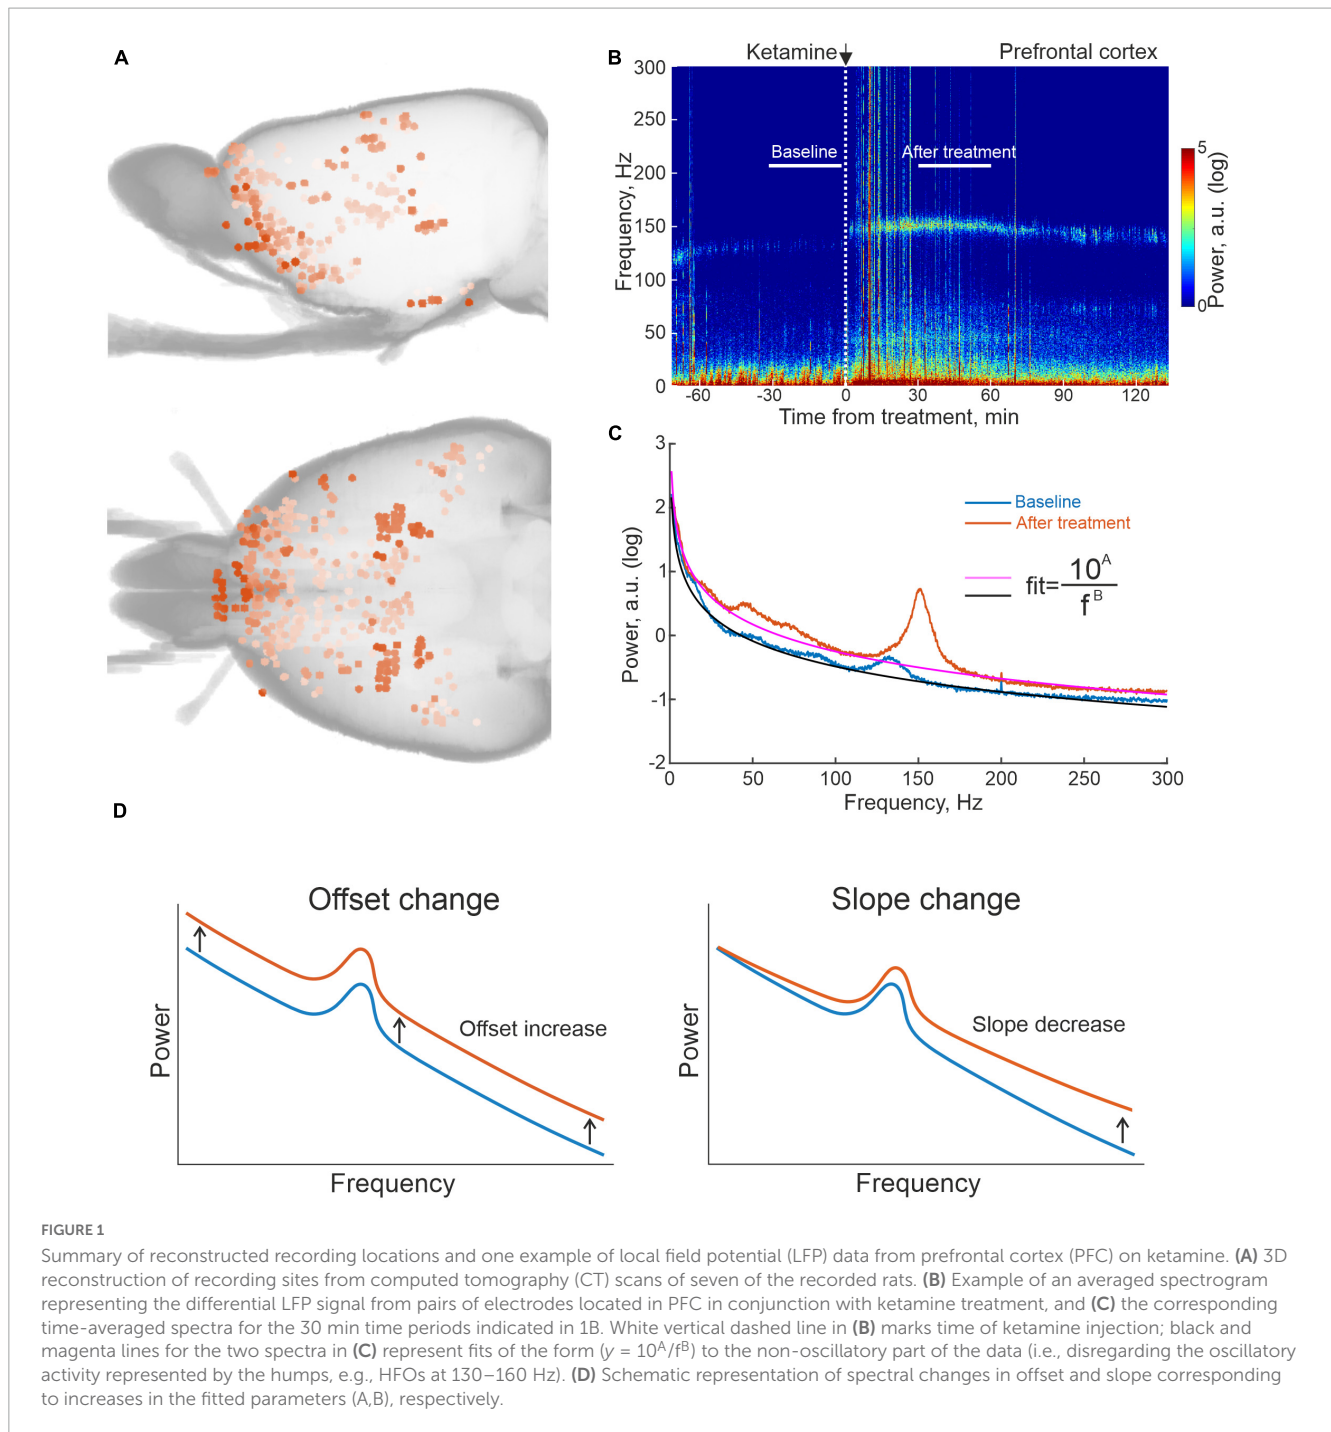 A
B
Ketamine
Prefrontal cortex
300
250
200
150
100
50
0
Frequency, Hz
Baseline
After treatment
-60
-30
0
30
60
90
120
Time from treatment, min
5
0
Power, a.u. (log)
C
3
2
1
0
-1
-2
Power, a.u. (log)
Baseline
After treatment
fit= 10^A / f^B
0
50
100
150
200
250
300
Frequency, Hz
D
Offset change
Power
Offset increase
Frequency
Slope change
Power
Slope decrease
Frequency
FIGURE 1
Summary of reconstructed recording locations and one example of local field potential (LFP) data from prefrontal cortex (PFC) on ketamine. (A) 3D
reconstruction of recording sites from computed tomography (CT) scans of seven of the recorded rats. (B) Example of an averaged spectrogram
representing the differential LFP signal from pairs of electrodes located in PFC in conjunction with ketamine treatment, and (C) the corresponding
time-averaged spectra for the 30 min time periods indicated in 1B. White vertical dashed line in (B) marks time of ketamine injection; black and
magenta lines for the two spectra in (C) represent fits of the form (y = 10^A/f^B) to the non-oscillatory part of the data (i.e., disregarding the oscillatory
activity represented by the humps, e.g., HFOs at 130–160 Hz). (D) Schematic representation of spectral changes in offset and slope corresponding
to increases in the fitted parameters (A,B), respectively.